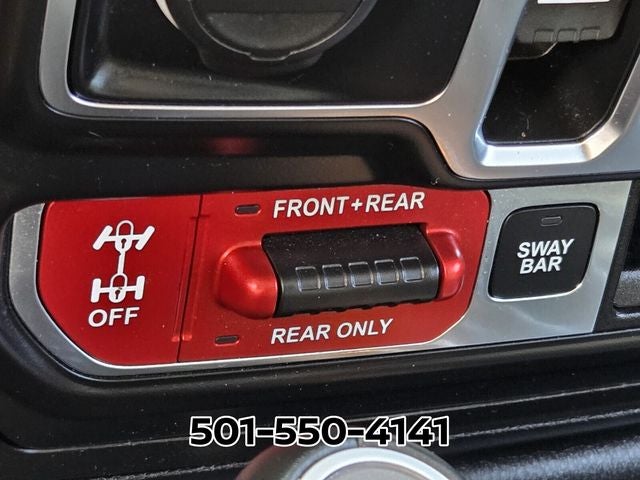 FRONT+REAR
SWAY
BAR
OFF
REAR ONLY
501-550-4141